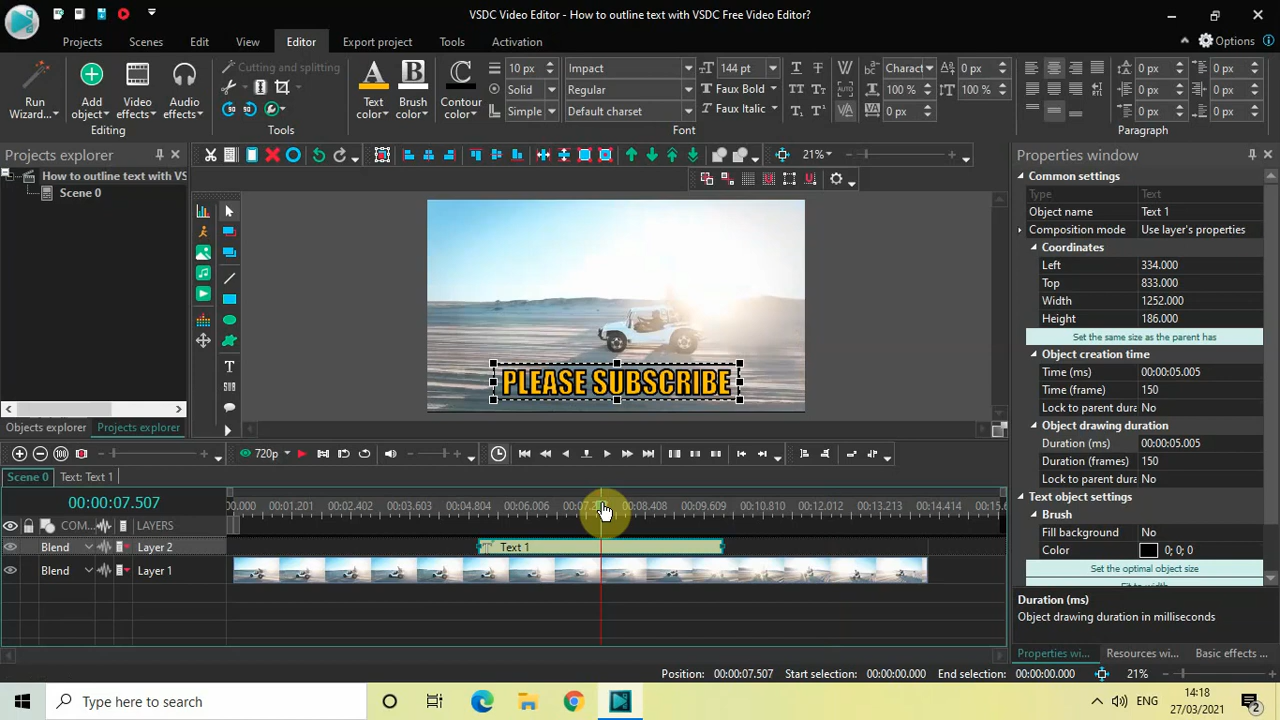 VSDC Video Editor - How to outline text with VSDC Free Video Editor?
Projects
Scenes
Edit
View
Editor
Export project
Tools
Activation
Options
Run
Wizard...
Add
object
Video
effects
Audio
effects
Editing
Cutting and splitting
Tools
Text
color
Brush
color
Contour
color
10 px
Solid
Simple
Impact
Regular
Default charset
144 pt
Faux Bold
Faux Italic
Font
Charact
100 %
0 px
0 px
100 %
0 px
0 px
0 px
0 px
0 px
0 px
Paragraph
Projects explorer
How to outline text with VS
Scene 0
Objects explorer
Projects explorer
21%
PLEASE SUBSCRIBE
Properties window
Common settings
Type Text
Object name Text 1
Composition mode Use layer's properties
Coordinates
Left 334.000
Top 833.000
Width 1252.000
Height 186.000
Set the same size as the parent has
Object creation time
Time (ms) 00:00:05.005
Time (frame) 150
Lock to parent dura No
Object drawing duration
Duration (ms) 00:00:05.005
Duration (frames) 150
Lock to parent dura No
Text object settings
Brush
Fill background No
Color 0; 0; 0
Set the optimal object size
Duration (ms)
Object drawing duration in milliseconds
Properties wi...
Resources wi...
Basic effects ...
720p
Scene 0
Text: Text 1
00:00:07.507
.000 00:01.201 00:02.402 00:03.603 00:04.804 00:06.006 00:08.408 00:09.609 00:10.810 00:12.012 00:13.213 00:14.414
COM...
LAYERS
Blend
Layer 2
Text 1
Blend
Layer 1
Position: 00:00:07.507
Start selection: 00:00:00.000
End selection: 00:00:00.000
21%
Type here to search
ENG
14:18
27/03/2021
2